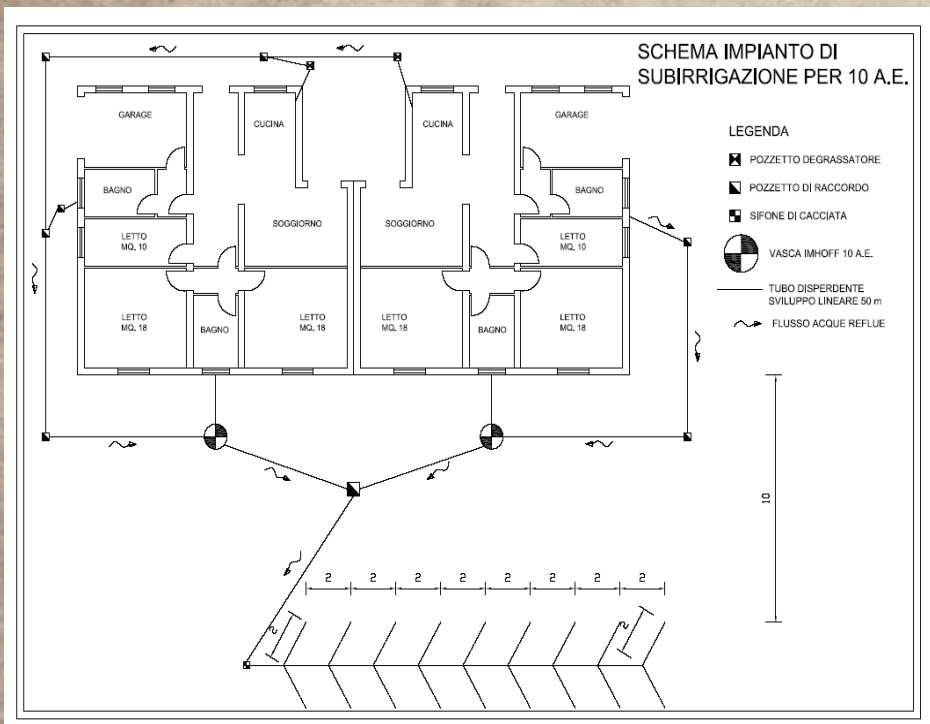 SCHEMA IMPIANTO DI
SUBIRRIGAZIONE PER 10 A.E.
LEGENDA
POZZETTO DEGRASSATORE
POZZETTO DI RACCORDO
SIFONE DI CACCIATA
VASCA IMHOFF 10 A.E.
TUBO DISPERDENTE
SVILUPPO LINEARE 50 m
FLUSSO ACQUE REFLUE
GARAGE
CUCINA
CUCINA
GARAGE
BAGNO
BAGNO
LETTO
MQ. 10
SOGGIORNO
SOGGIORNO
LETTO
MQ. 10
LETTO
MQ. 18
BAGNO
LETTO
MQ. 18
LETTO
MQ. 18
BAGNO
LETTO
MQ. 18
10
2 2 2 2 2 2 2 2
2
2